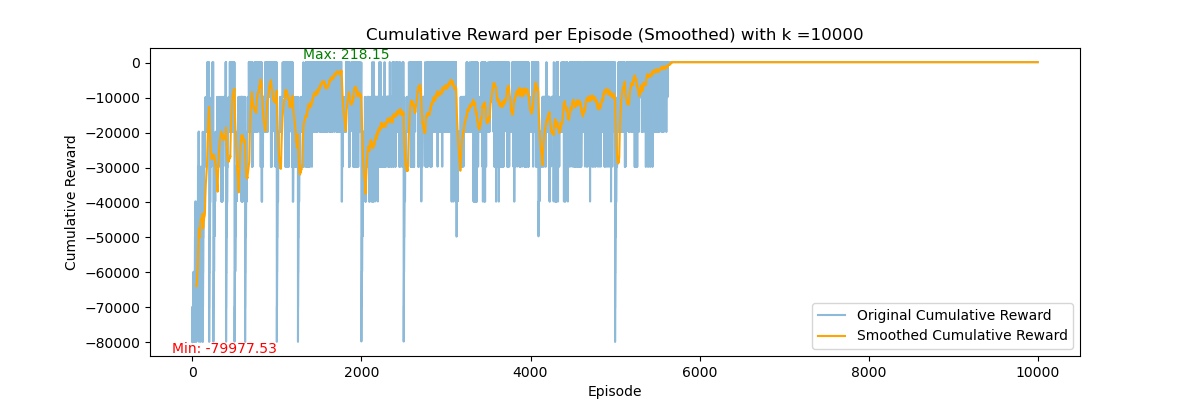 Cumulative Reward per Episode (Smoothed) with k =10000
Max: 218.15
0
−10000
−20000
−30000
−40000
−50000
−60000
−70000
−80000
Cumulative Reward
Min: -79977.53
Original Cumulative Reward
Smoothed Cumulative Reward
0 2000 4000 6000 8000 10000
Episode